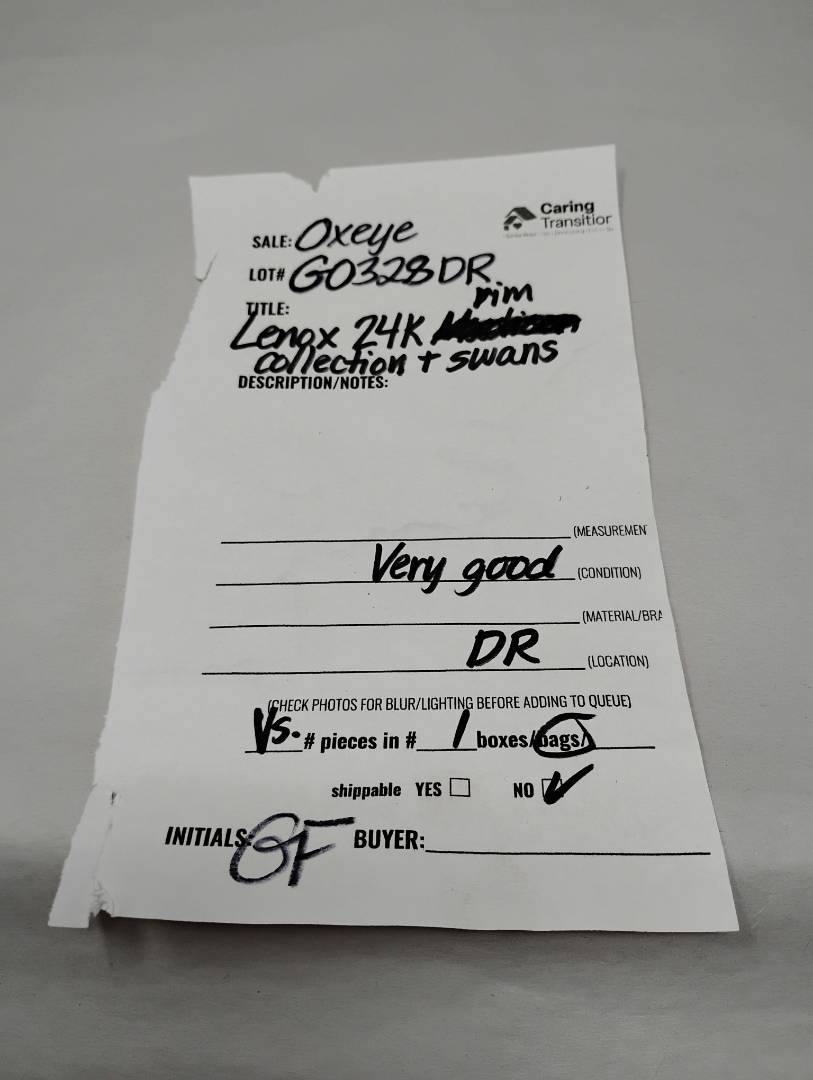 Caring
Transitior
SALE: Oxeye
LOT# G0328DR
TITLE:
rim
Lenox 24K
collection + swans
DESCRIPTION/NOTES:
(MEASUREMEN
Very good (CONDITION)
(MATERIAL/BRA
DR (LOCATION)
(CHECK PHOTOS FOR BLUR/LIGHTING BEFORE ADDING TO QUEUE)
Vs. # pieces in # 1 boxes/bags/
shippable YES NO
INITIALS: GF BUYER: